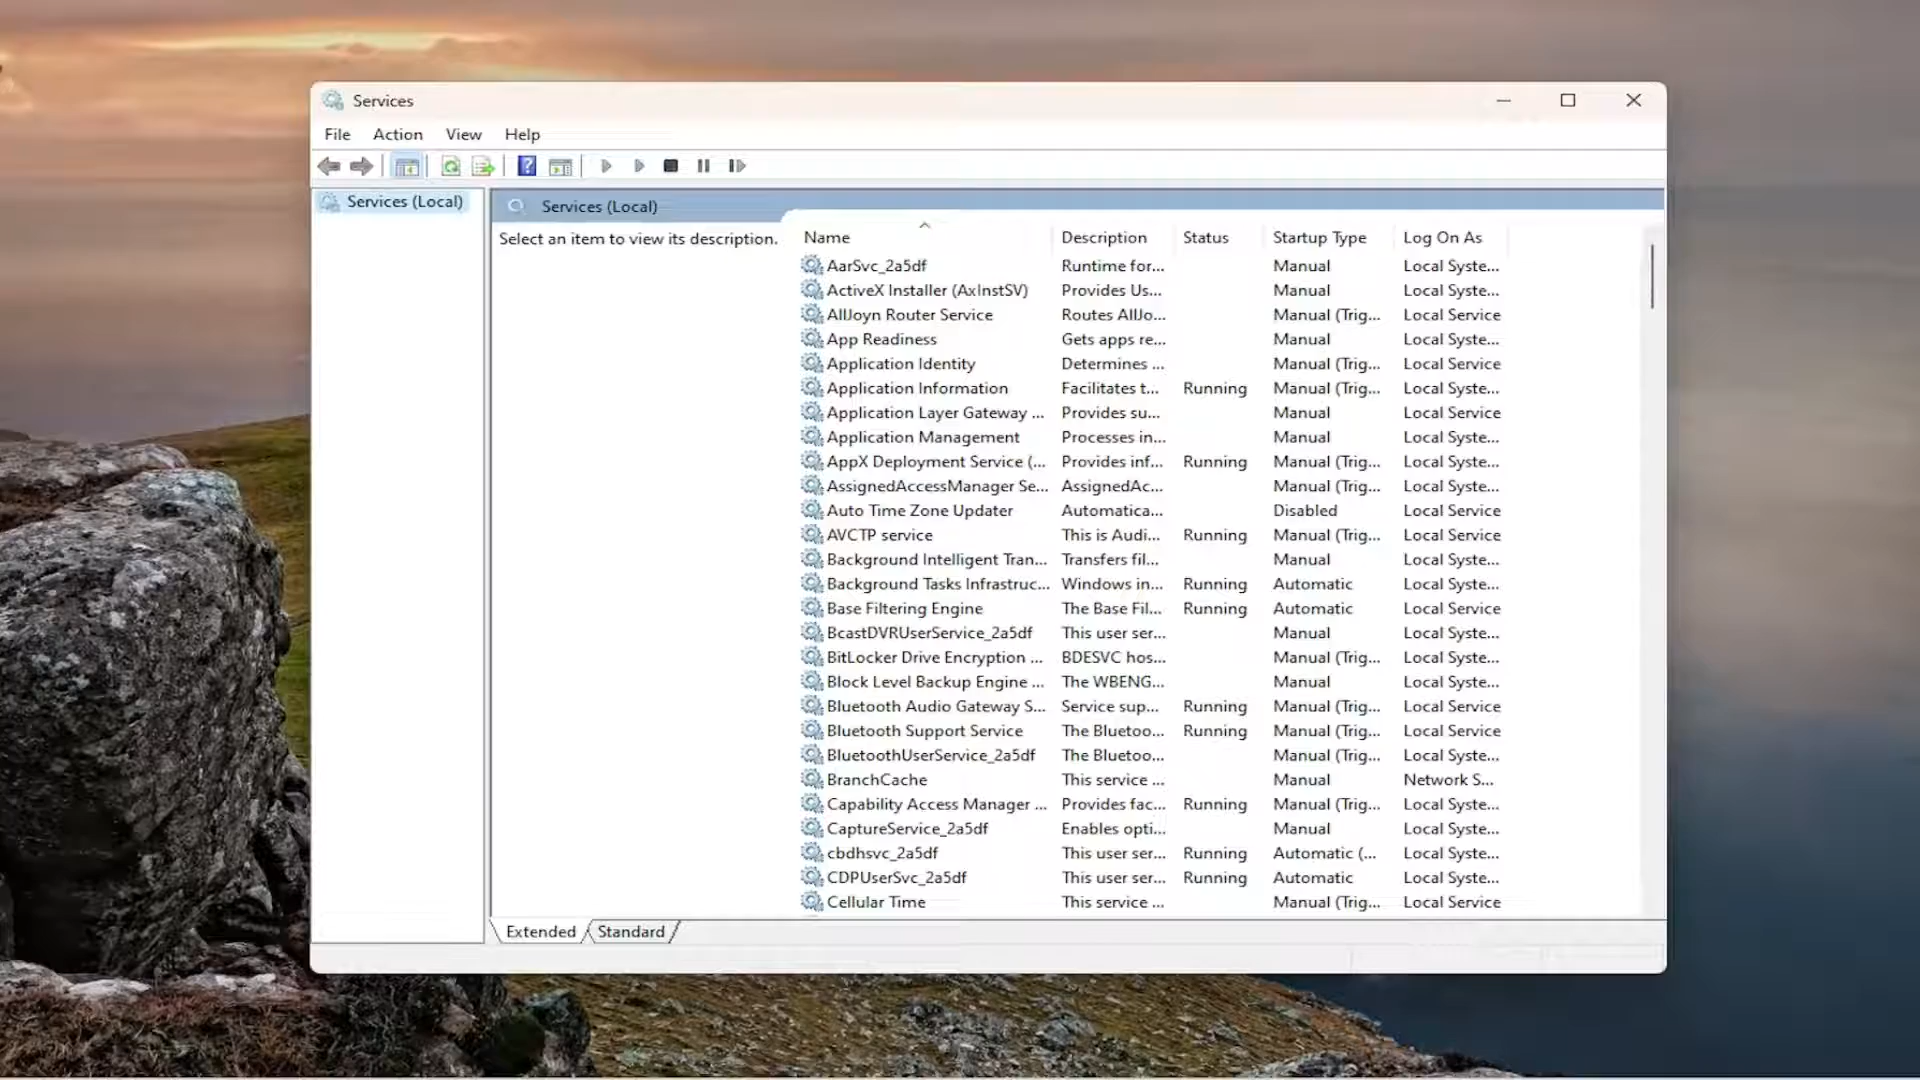 Services
File Action View Help
Services (Local)
Services (Local)
Select an item to view its description.
Name Description Status Startup Type Log On As
AarSvc_2a5df Runtime for... Manual Local Syste...
ActiveX Installer (AxInstSV) Provides Us... Manual Local Syste...
AllJoyn Router Service Routes AllJo... Manual (Trig... Local Service
App Readiness Gets apps re... Manual Local Syste...
Application Identity Determines ... Manual (Trig... Local Service
Application Information Facilitates t... Running Manual (Trig... Local Syste...
Application Layer Gateway ... Provides su... Manual Local Service
Application Management Processes in... Manual Local Syste...
AppX Deployment Service (... Provides inf... Running Manual (Trig... Local Syste...
AssignedAccessManager Se... AssignedAc... Manual (Trig... Local Syste...
Auto Time Zone Updater Automatica... Disabled Local Service
AVCTP service This is Audi... Running Manual (Trig... Local Service
Background Intelligent Tran... Transfers fil... Manual Local Syste...
Background Tasks Infrastruc... Windows in... Running Automatic Local Syste...
Base Filtering Engine The Base Fil... Running Automatic Local Service
BcastDVRUserService_2a5df This user ser... Manual Local Syste...
BitLocker Drive Encryption ... BDESVC hos... Manual (Trig... Local Syste...
Block Level Backup Engine ... The WBENG... Manual Local Syste...
Bluetooth Audio Gateway S... Service sup... Running Manual (Trig... Local Service
Bluetooth Support Service The Bluetoo... Running Manual (Trig... Local Service
BluetoothUserService_2a5df The Bluetoo... Manual (Trig... Local Syste...
BranchCache This service ... Manual Network S...
Capability Access Manager ... Provides fac... Running Manual (Trig... Local Syste...
CaptureService_2a5df Enables opti... Manual Local Syste...
cbdhsvc_2a5df This user ser... Running Automatic (... Local Syste...
CDPUserSvc_2a5df This user ser... Running Automatic Local Syste...
Cellular Time This service ... Manual (Trig... Local Service
Extended Standard